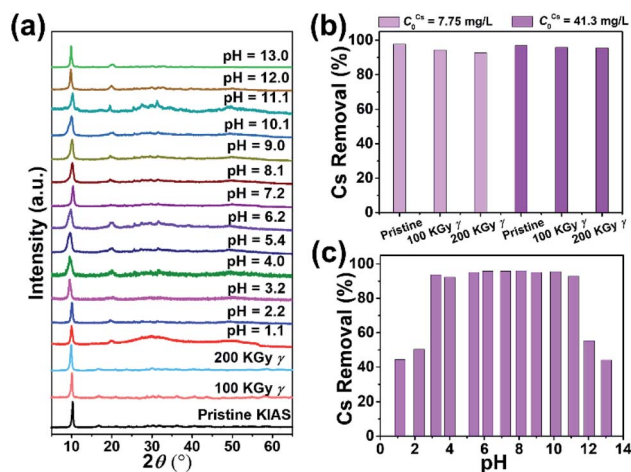 (a)
Intensity (a.u.)
pH = 13.0
pH = 12.0
pH = 11.1
pH = 10.1
pH = 9.0
pH = 8.1
pH = 7.2
pH = 6.2
pH = 5.4
pH = 4.0
pH = 3.2
pH = 2.2
pH = 1.1
200 KGy γ
100 KGy γ
Pristine KIAS
10 20 30 40 50 60
2θ (°)
(b)
C₀ᶜˢ = 7.75 mg/L C₀ᶜˢ = 41.3 mg/L
Cs Removal (%)
100
80
60
40
20
0
Pristine 100 KGy γ 200 KGy γ Pristine 100 KGy γ 200 KGy γ
(c)
Cs Removal (%)
100
80
60
40
20
0
0 2 4 6 8 10 12 14
pH